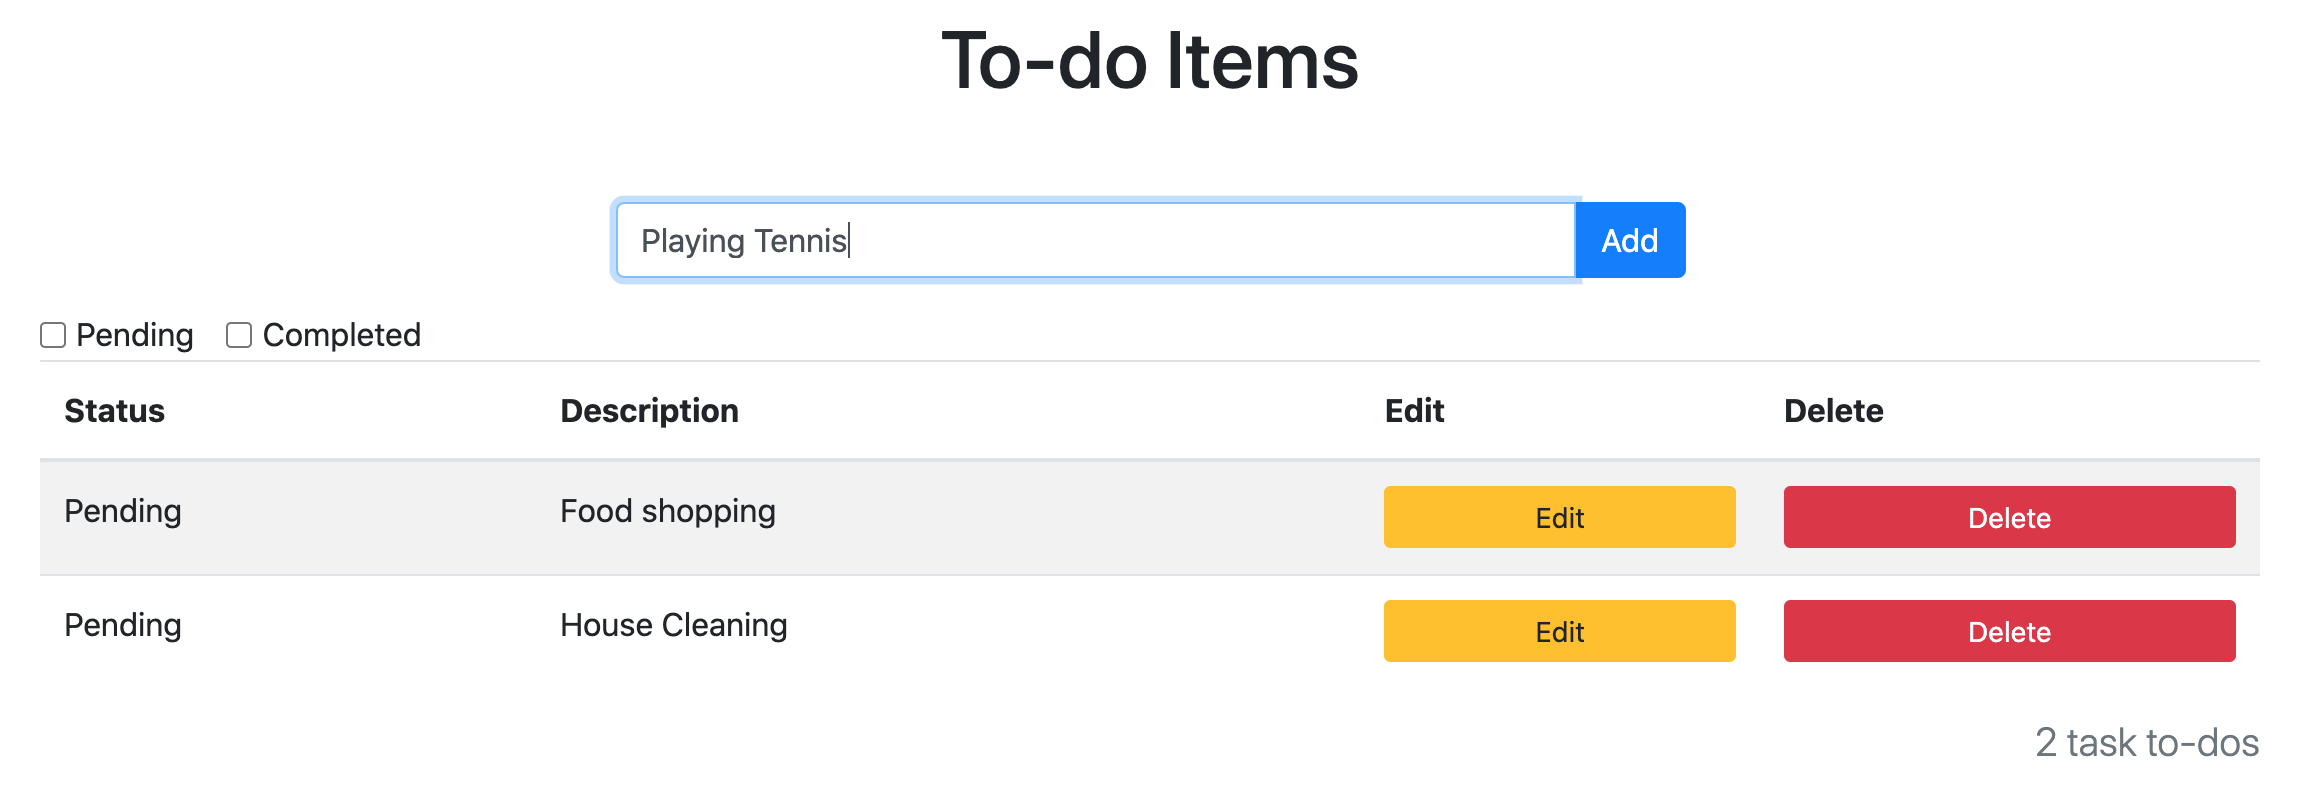 To-do Items
Playing Tennis Add
Pending Completed
Status Description Edit Delete
Pending Food shopping Edit Delete
Pending House Cleaning Edit Delete
2 task to-dos